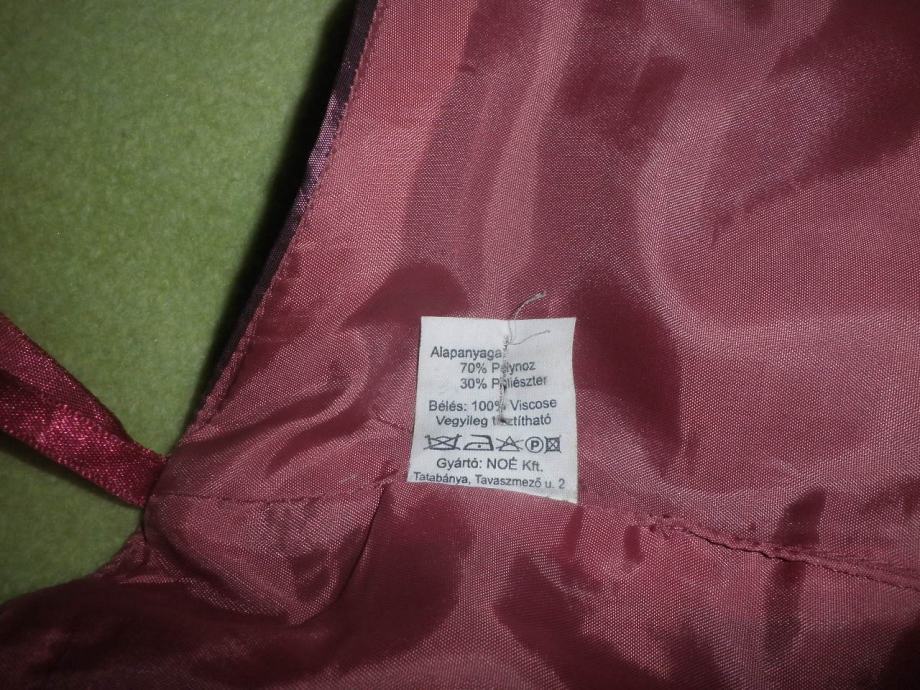 Alapanyaga
70% Polynoz
30% Poliészter
Bélés: 100% Viscose
Vegyileg tisztítható
P
Gyártó: NOÉ Kft.
Tatabánya, Tavaszmező u. 2